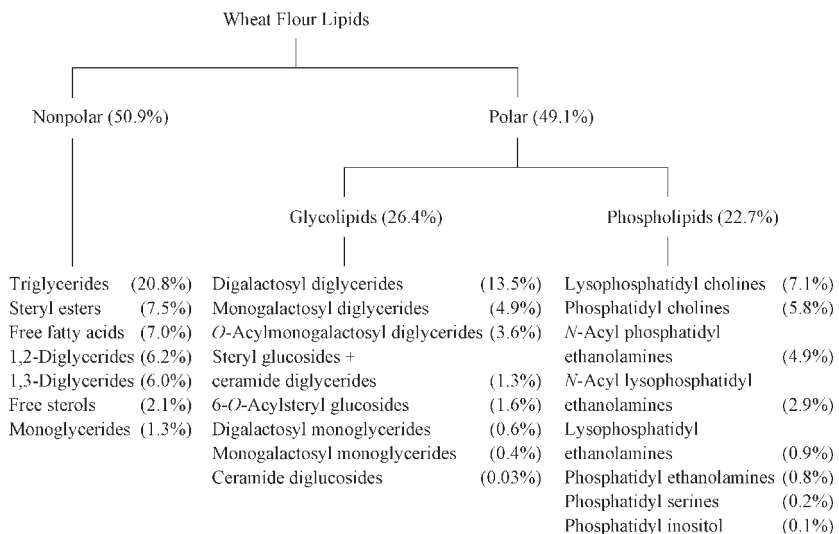 Wheat Flour Lipids
Nonpolar (50.9%)
Polar (49.1%)
Glycolipids (26.4%)
Phospholipids (22.7%)
Triglycerides (20.8%)
Steryl esters (7.5%)
Free fatty acids (7.0%)
1,2-Diglycerides (6.2%)
1,3-Diglycerides (6.0%)
Free sterols (2.1%)
Monoglycerides (1.3%)
Digalactosyl diglycerides (13.5%)
Monogalactosyl diglycerides (4.9%)
O-Acylmonogalactosyl diglycerides (3.6%)
Steryl glucosides +
ceramide diglycerides (1.3%)
6-O-Acylsteryl glucosides (1.6%)
Digalactosyl monoglycerides (0.6%)
Monogalactosyl monoglycerides (0.4%)
Ceramide diglucosides (0.03%)
Lysophosphatidyl cholines (7.1%)
Phosphatidyl cholines (5.8%)
N-Acyl phosphatidyl
ethanolamines (4.9%)
N-Acyl lysophosphatidyl
ethanolamines (2.9%)
Lysophosphatidyl
ethanolamines (0.9%)
Phosphatidyl ethanolamines (0.8%)
Phosphatidyl serines (0.2%)
Phosphatidyl inositol (0.1%)